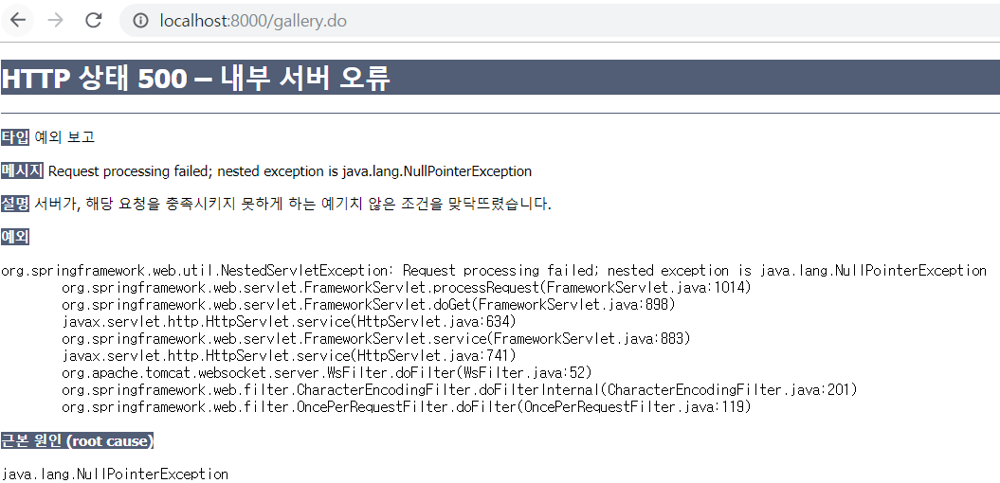 localhost:8000/gallery.do
HTTP 상태 500 – 내부 서버 오류
타입 예외 보고
메시지 Request processing failed; nested exception is java.lang.NullPointerException
설명 서버가, 해당 요청을 충족시키지 못하게 하는 예기치 않은 조건을 맞닥뜨렸습니다.
예외
org.springframework.web.util.NestedServletException: Request processing failed; nested exception is java.lang.NullPointerException
org.springframework.web.servlet.FrameworkServlet.processRequest(FrameworkServlet.java:1014)
org.springframework.web.servlet.FrameworkServlet.doGet(FrameworkServlet.java:898)
javax.servlet.http.HttpServlet.service(HttpServlet.java:634)
org.springframework.web.servlet.FrameworkServlet.service(FrameworkServlet.java:883)
javax.servlet.http.HttpServlet.service(HttpServlet.java:741)
org.apache.tomcat.websocket.server.WsFilter.doFilter(WsFilter.java:52)
org.springframework.web.filter.CharacterEncodingFilter.doFilterInternal(CharacterEncodingFilter.java:201)
org.springframework.web.filter.OncePerRequestFilter.doFilter(OncePerRequestFilter.java:119)
근본 원인 (root cause)
java.lang.NullPointerException